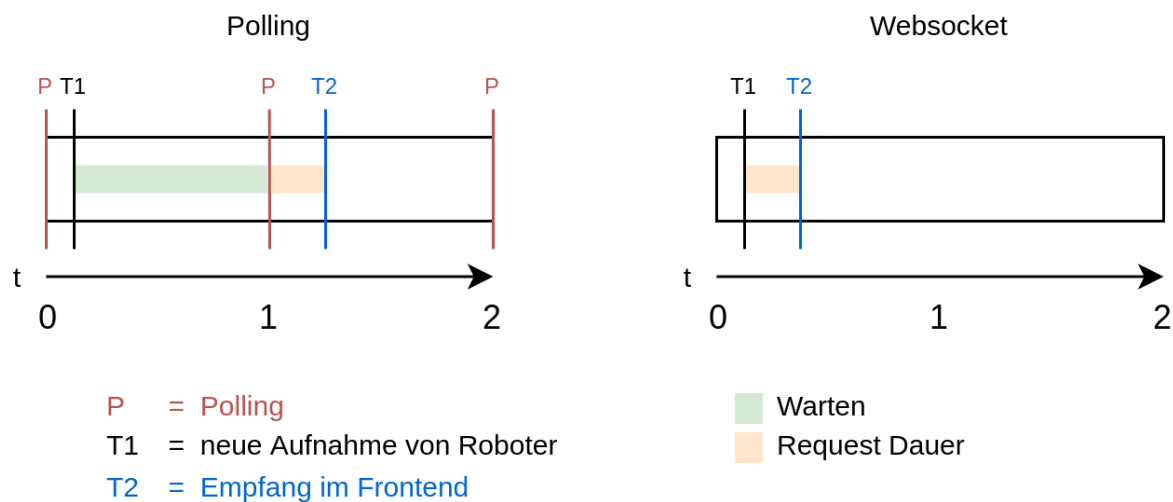 Polling
Websocket
P T1 P T2 P
T1 T2
t
0 1 2
t
0 1 2
P = Polling
T1 = neue Aufnahme von Roboter
T2 = Empfang im Frontend
Warten
Request Dauer